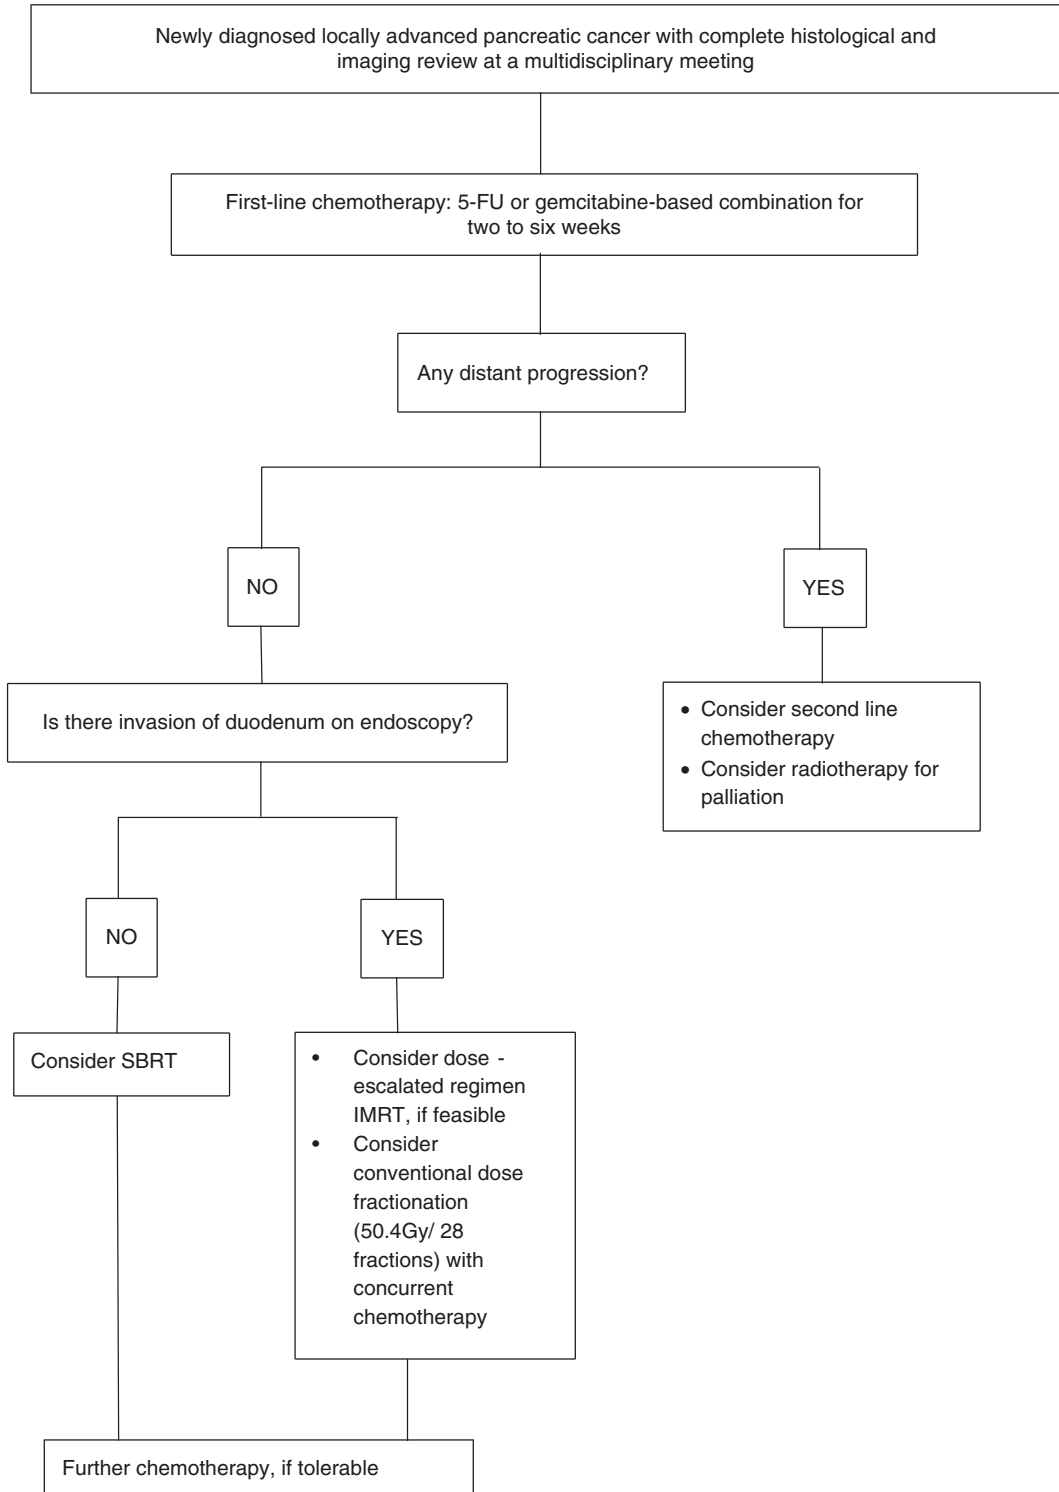 Newly diagnosed locally advanced pancreatic cancer with complete histological and
imaging review at a multidisciplinary meeting
First-line chemotherapy: 5-FU or gemcitabine-based combination for
two to six weeks
Any distant progression?
NO
YES
Is there invasion of duodenum on endoscopy?
• Consider second line
chemotherapy
• Consider radiotherapy for
palliation
NO
YES
Consider SBRT
• Consider dose -
escalated regimen
IMRT, if feasible
• Consider
conventional dose
fractionation
(50.4Gy/ 28
fractions) with
concurrent
chemotherapy
Further chemotherapy, if tolerable